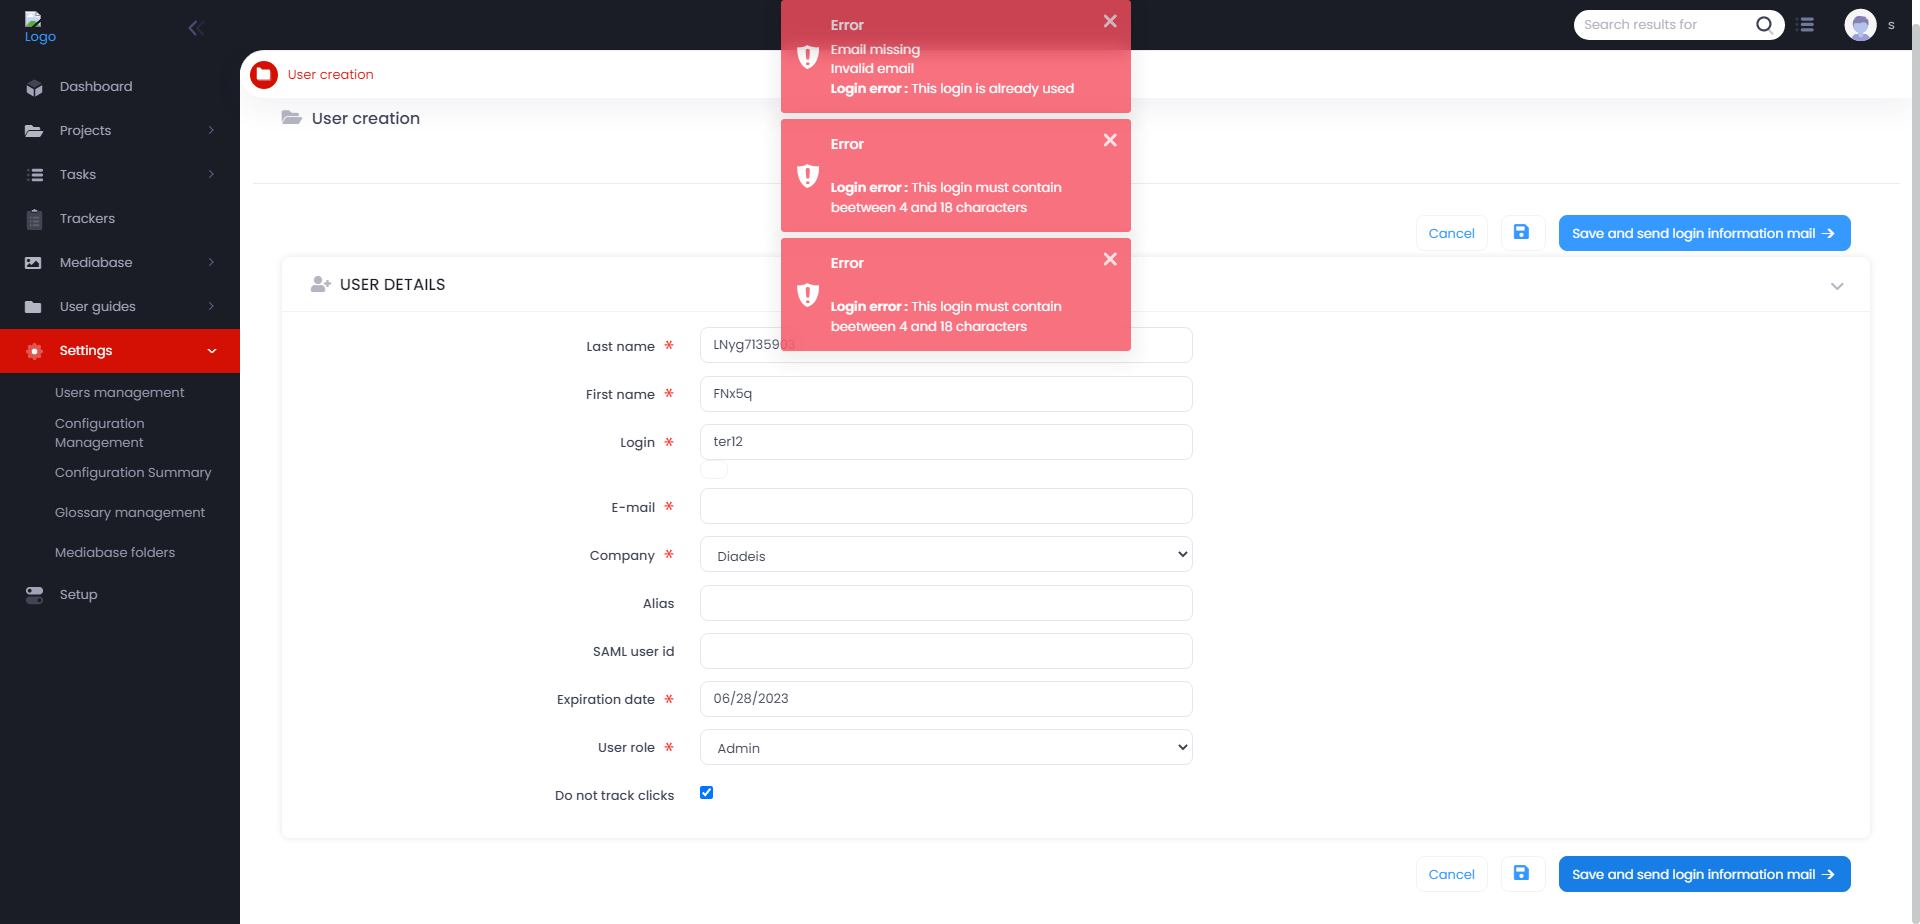 Logo
Search results for
s
Dashboard
Projects
Tasks
Trackers
Mediabase
User guides
Settings
Users management
Configuration
Management
Configuration Summary
Glossary management
Mediabase folders
Setup
User creation
User creation
Error
Email missing
Invalid email
Login error : This login is already used
Error
Login error : This login must contain
beetween 4 and 18 characters
Error
Login error : This login must contain
beetween 4 and 18 characters
Cancel
Save and send login information mail
USER DETAILS
Last name * LNyg7135903
First name * FNx5q
Login * ter12
E-mail *
Company * Diadeis
Alias
SAML user id
Expiration date * 06/28/2023
User role * Admin
Do not track clicks
Cancel
Save and send login information mail